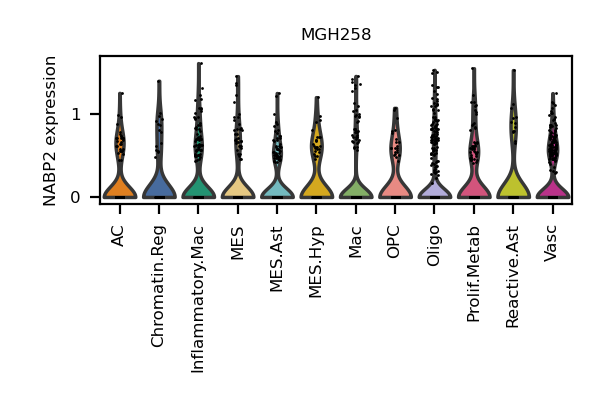 MGH258
NABP2 expression
1
0
AC
Chromatin.Reg
Inflammatory.Mac
MES
MES.Ast
MES.Hyp
Mac
OPC
Oligo
Prolif.Metab
Reactive.Ast
Vasc